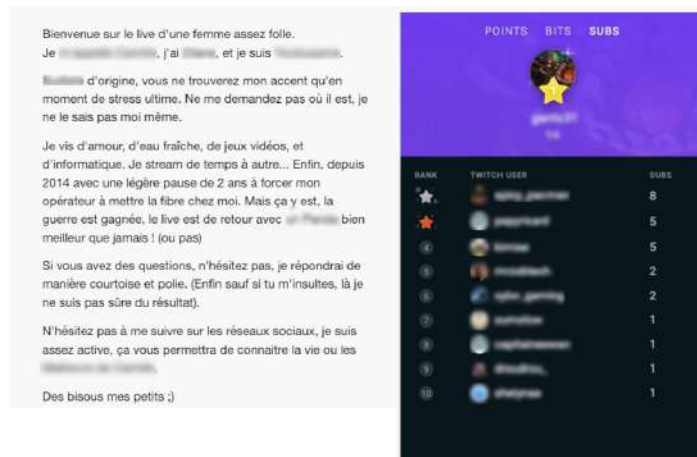 Bienvenue sur le live d'une femme assez folle.
Je , j'ai , et je suis .
d'origine, vous ne trouverez mon accent qu'en
moment de stress ultime. Ne me demandez pas où il est, je
ne le sais pas moi même.
Je vis d'amour, d'eau fraîche, de jeux vidéos, et
d'informatique. Je stream de temps à autre... Enfin, depuis
2014 avec une légère pause de 2 ans à forcer mon
opérateur à mettre la fibre chez moi. Mais ça y est, la
guerre est gagnée, le live est de retour avec bien
meilleur que jamais ! (ou pas)
Si vous avez des questions, n'hésitez pas, je répondrai de
manière courtoise et polie. (Enfin sauf si tu m'insultes, là je
ne suis pas sûre du résultat).
N'hésitez pas à me suivre sur les réseaux sociaux, je suis
assez active, ça vous permettra de connaitre la vie ou les
Des bisous mes petits ;)
POINTS BITS SUBS
1
RANK TWITCH USER SUBS
8
5
4 5
5 2
6 2
7 1
8 1
9 1
10 1